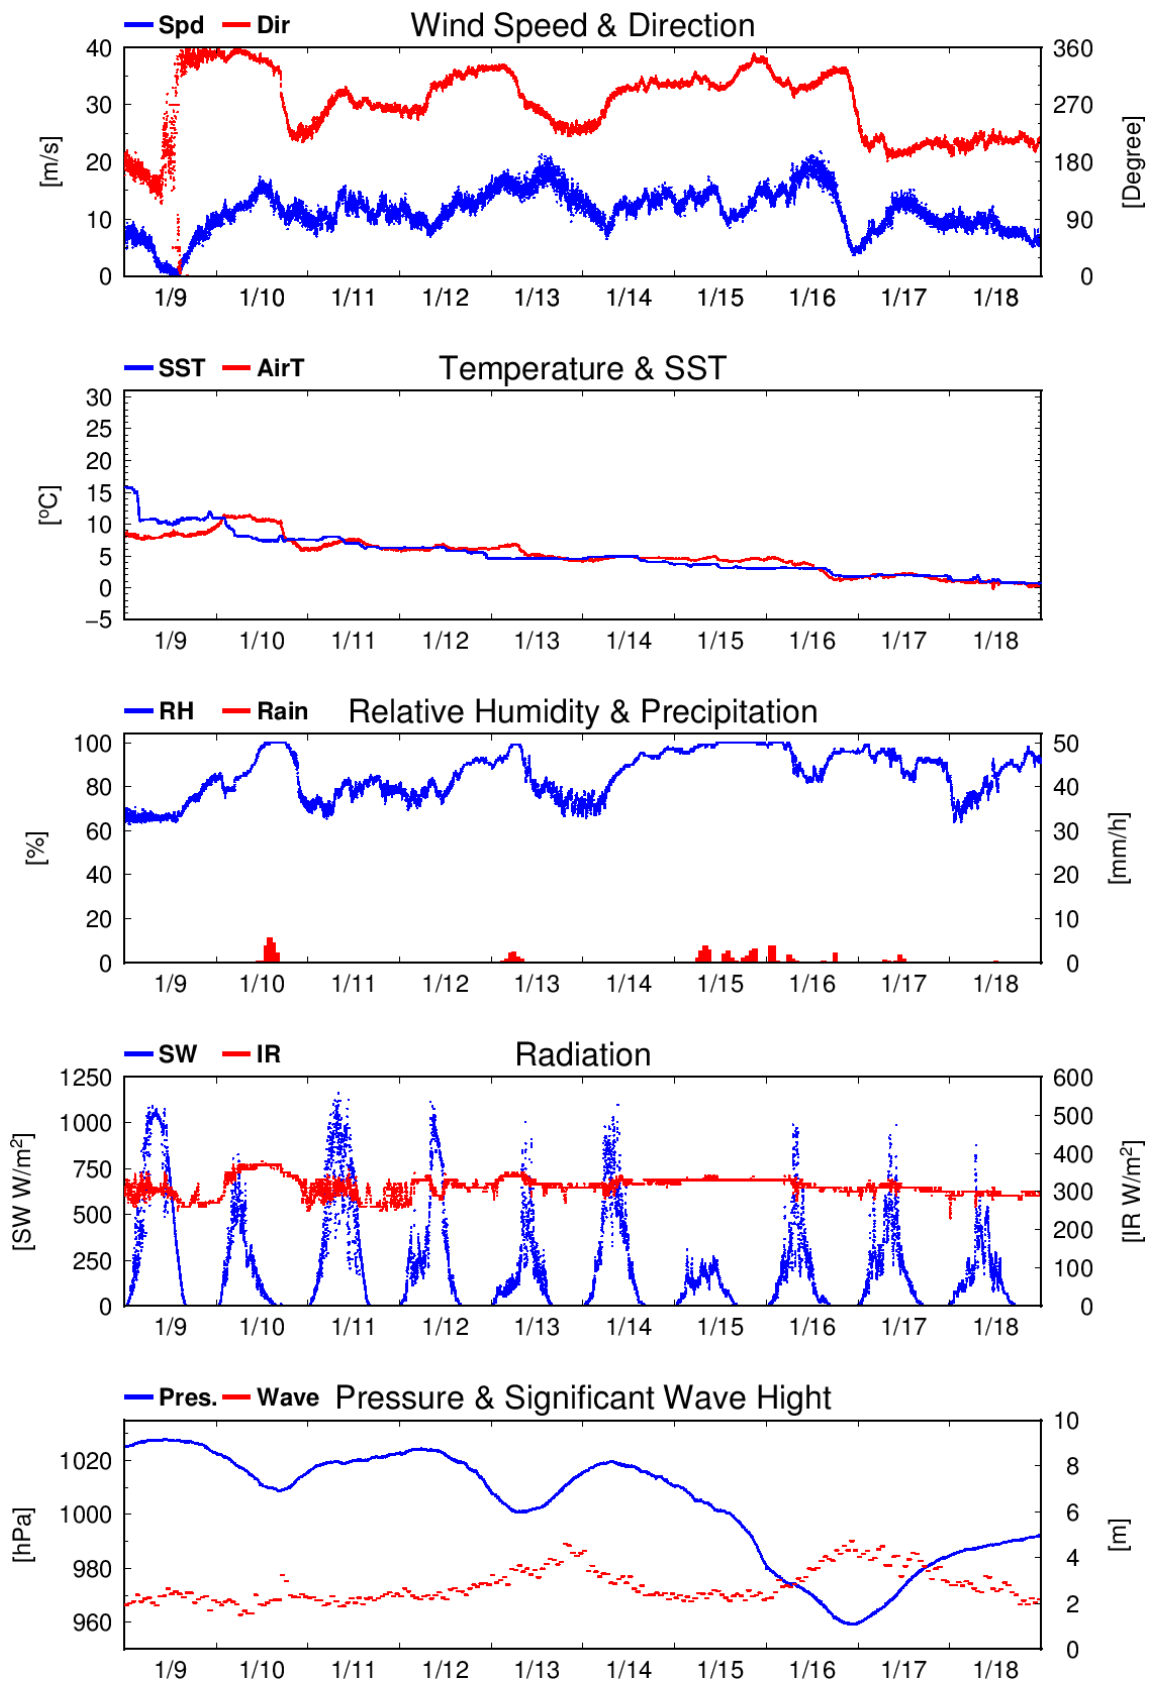 Spd Dir Wind Speed & Direction
40 360
30 270
20 180
10 90
0 0
[m/s] [Degree]
1/9 1/10 1/11 1/12 1/13 1/14 1/15 1/16 1/17 1/18
SST AirT Temperature & SST
30
25
20
15
10
5
0
−5
[ºC]
1/9 1/10 1/11 1/12 1/13 1/14 1/15 1/16 1/17 1/18
RH Rain Relative Humidity & Precipitation
100 50
80 40
60 30
40 20
20 10
0 0
[%] [mm/h]
1/9 1/10 1/11 1/12 1/13 1/14 1/15 1/16 1/17 1/18
SW IR Radiation
1250 600
1000 500
750 400
500 300
250 200
0 100
0
[SW W/m²] [IR W/m²]
1/9 1/10 1/11 1/12 1/13 1/14 1/15 1/16 1/17 1/18
Pres. Wave Pressure & Significant Wave Hight
10
1020 8
1000 6
980 4
960 2
0
[hPa] [m]
1/9 1/10 1/11 1/12 1/13 1/14 1/15 1/16 1/17 1/18